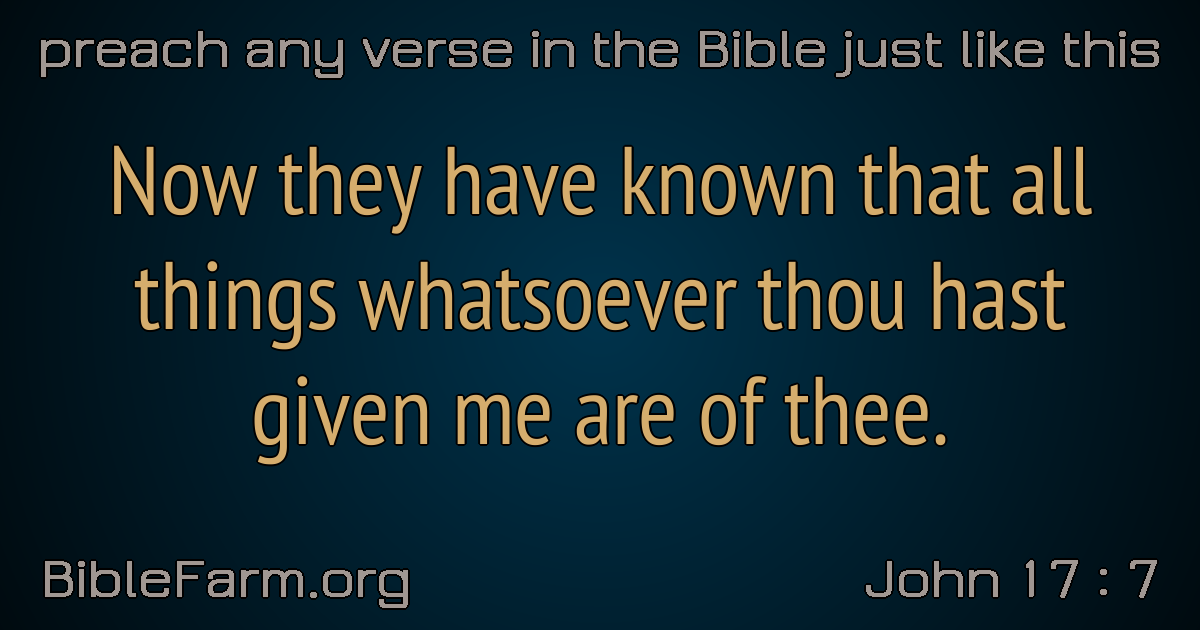 preach any verse in the Bible just like this
Now they have known that all
things whatsoever thou hast
given me are of thee.
BibleFarm.org
John 17 : 7